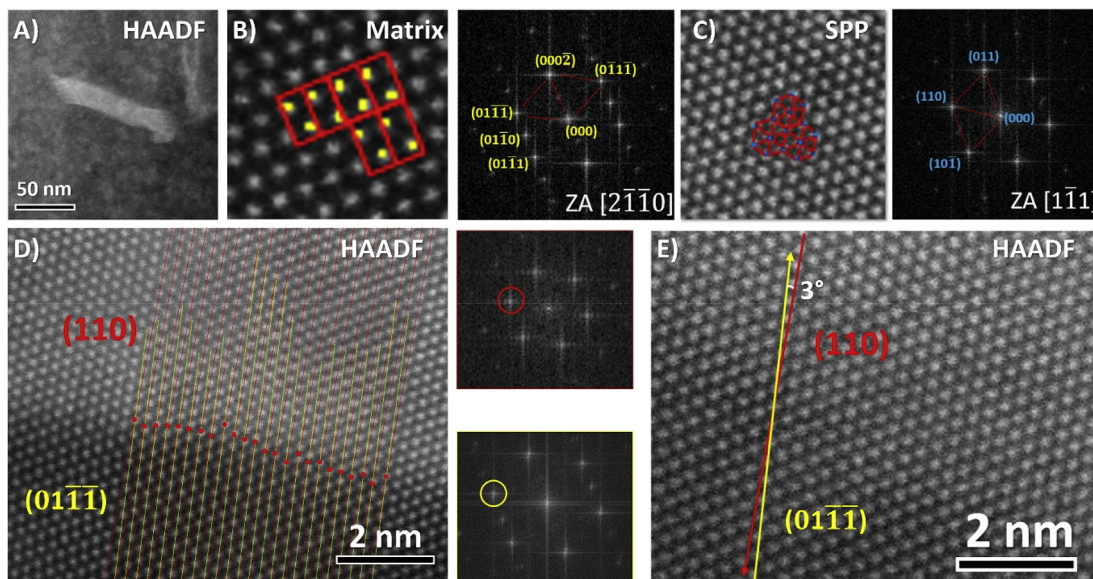 A)
HAADF
50 nm
B)
Matrix
(0002̅)
(01̅11̅)
(011̅1̅)
(000)
(011̅0)
(011̅1)
ZA [21̅1̅0]
C)
SPP
(011)
(110)
(000)
(101̅)
ZA [11̅1]
D)
HAADF
(110)
(011̅1̅)
2 nm
E)
HAADF
3°
(110)
(011̅1̅)
2 nm